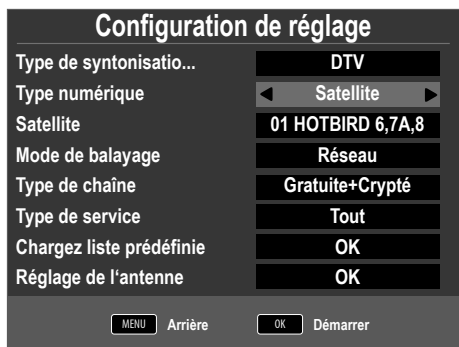 Configuration de réglage
Type de syntonisatio... DTV
Type numérique Satellite
Satellite 01 HOTBIRD 6,7A,8
Mode de balayage Réseau
Type de chaîne Gratuite+Crypté
Type de service Tout
Chargez liste prédéfinie OK
Réglage de l‘antenne OK
MENU Arrière OK Démarrer